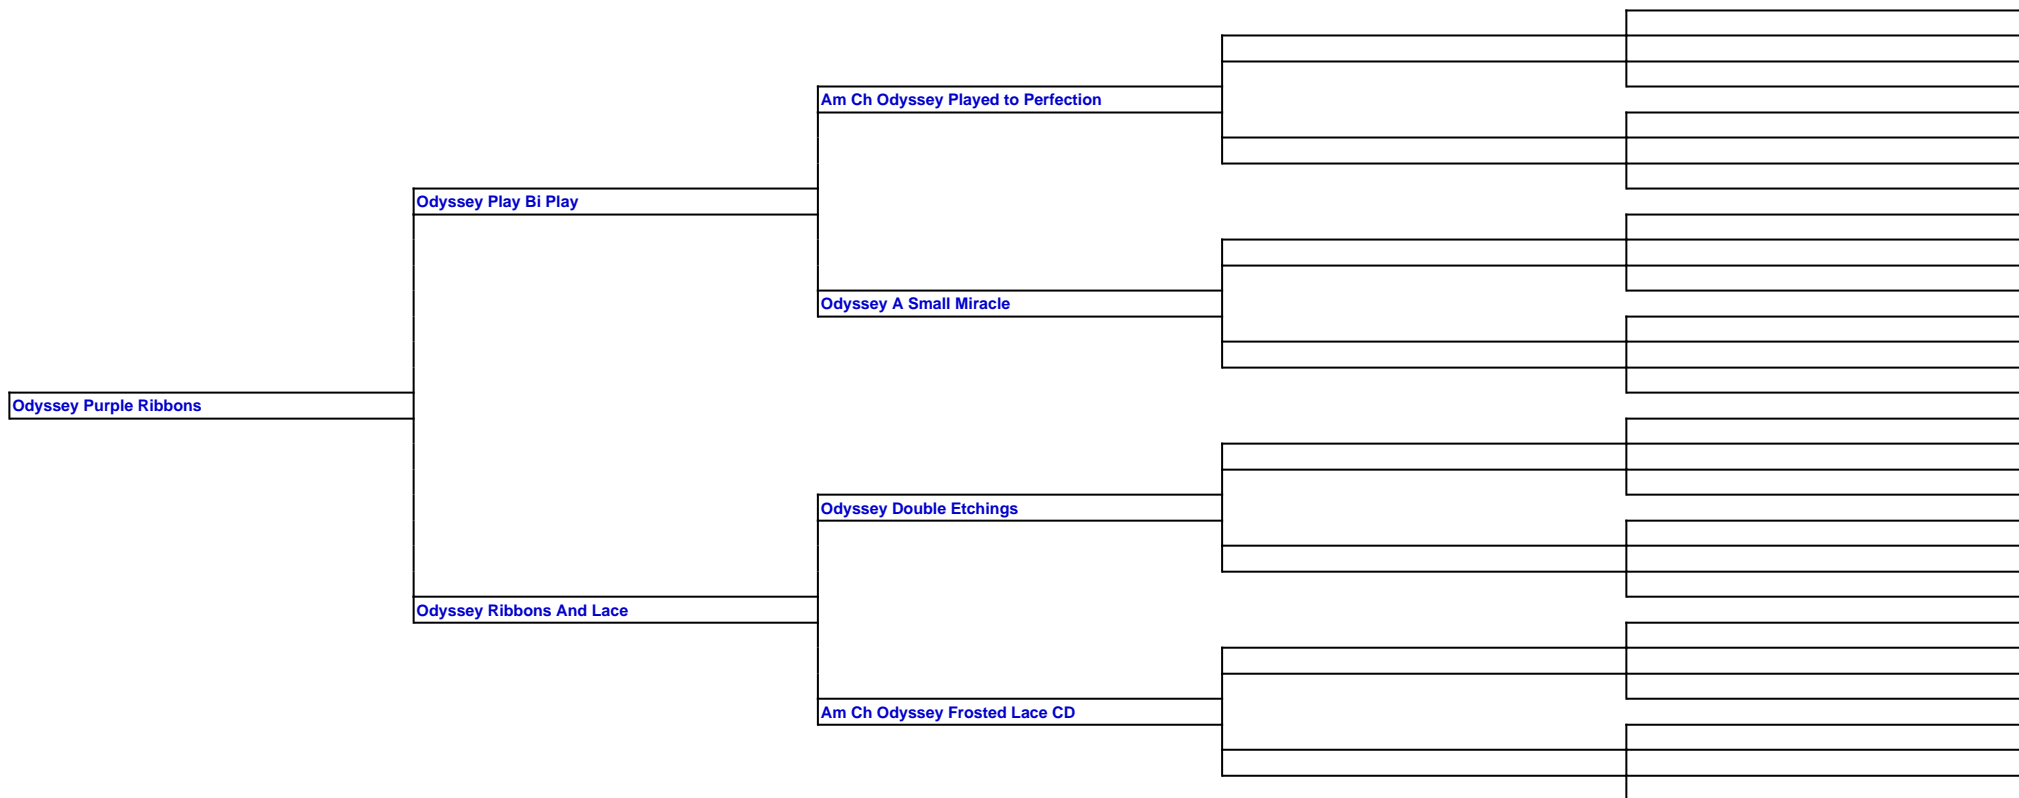 Am Ch Odyssey Played to Perfection
Odyssey Play Bi Play
Odyssey A Small Miracle
Odyssey Purple Ribbons
Odyssey Double Etchings
Odyssey Ribbons And Lace
Am Ch Odyssey Frosted Lace CD